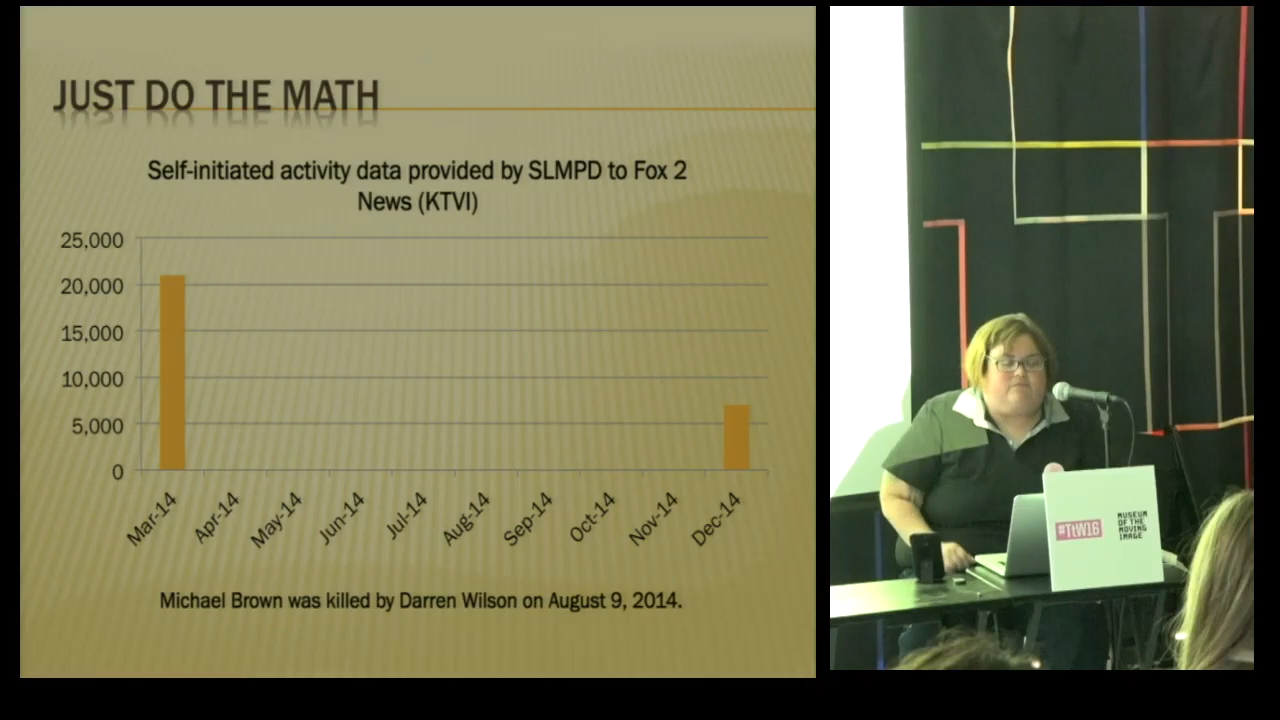 JUST DO THE MATH
Self-initiated activity data provided by SLMPD to Fox 2
News (KTVI)
25,000
20,000
15,000
10,000
5,000
0
Mar-14
Apr-14
May-14
Jun-14
Jul-14
Aug-14
Sep-14
Oct-14
Nov-14
Dec-14
Michael Brown was killed by Darren Wilson on August 9, 2014.
#TtW16
MUSEUM
OF THE
MOVING
IMAGE